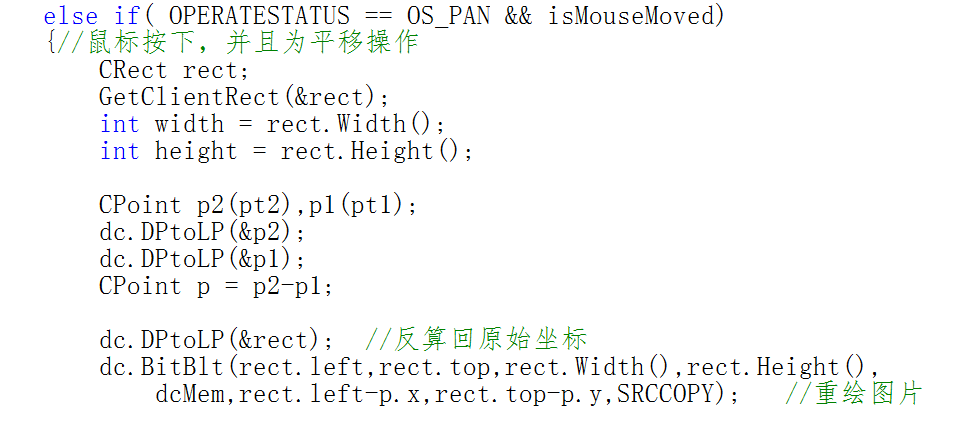 else if( OPERATESTATUS == OS_PAN && isMouseMoved)
{//鼠标按下，并且为平移操作
CRect rect;
GetClientRect(&rect);
int width = rect.Width();
int height = rect.Height();
CPoint p2(pt2),p1(pt1);
dc.DPtoLP(&p2);
dc.DPtoLP(&p1);
CPoint p = p2-p1;
dc.DPtoLP(&rect); //反算回原始坐标
dc.BitBlt(rect.left,rect.top,rect.Width(),rect.Height(),
dcMem,rect.left-p.x,rect.top-p.y,SRCCOPY); //重绘图片